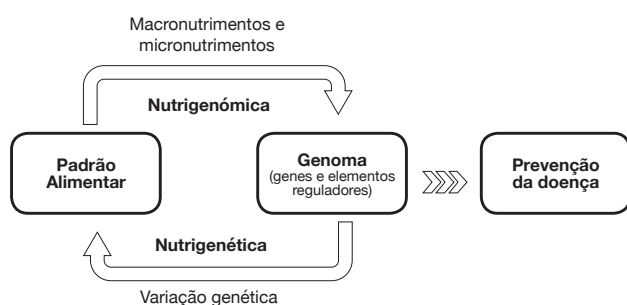 Macronutrimentos e
micronutrimentos
Nutrigenómica
Padrão
Alimentar
Genoma
(genes e elementos
reguladores)
Prevenção
da doença
Nutrigenética
Variação genética